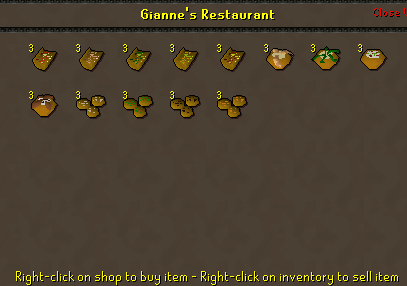 Gianne's Restaurant
Close
3 3 3 3 3 3 3 3
3 3 3 3 3
Right-click on shop to buy item - Right-click on inventory to sell item